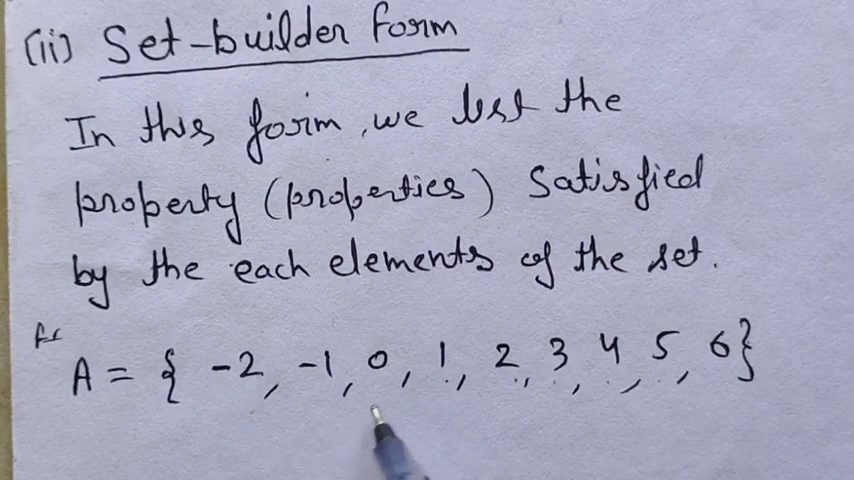 (ii) Set-builder form
In this form, we list the
property (properties) satisfied
by the each elements of the set.
A = { -2, -1, 0, 1, 2, 3, 4, 5, 6}